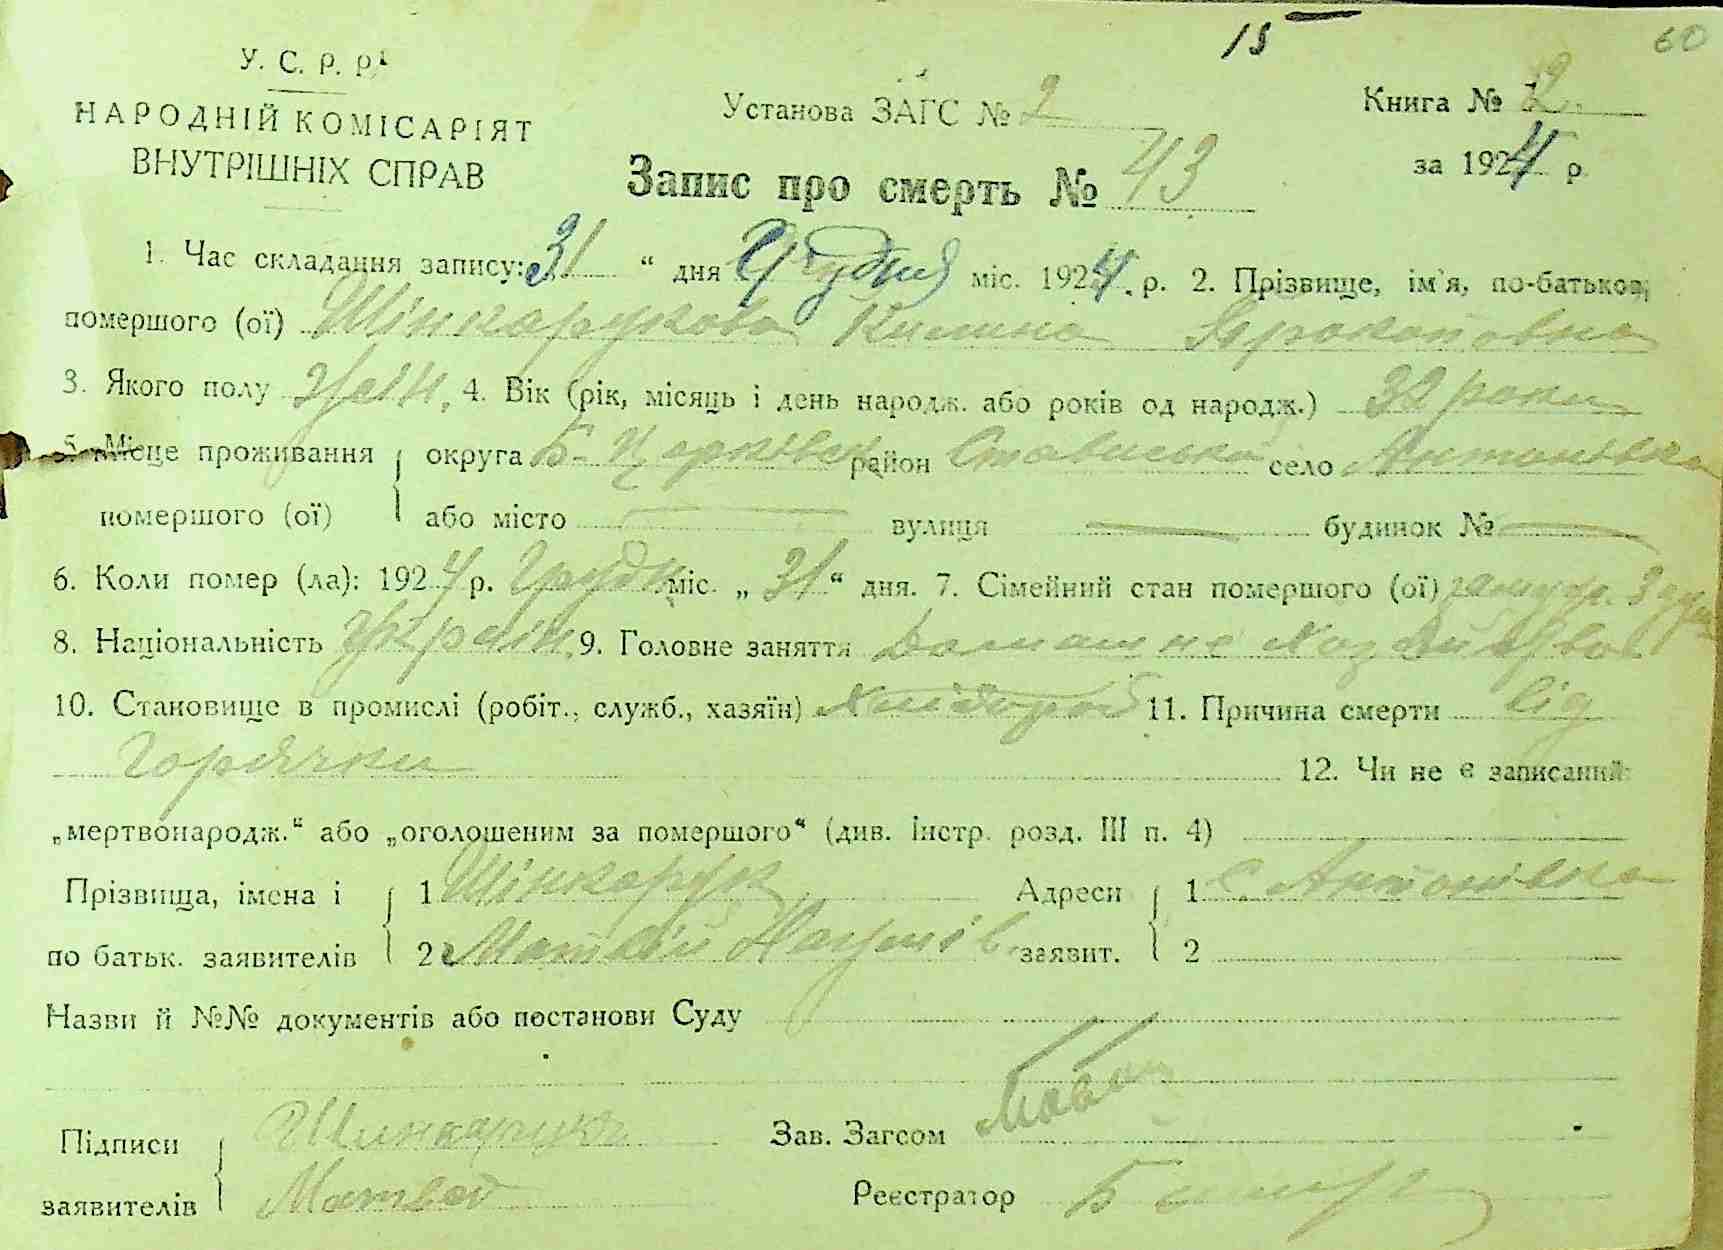 15 60
У. С. Р. Р.
НАРОДНІЙ КОМІСАРІЯТ
ВНУТРІШНІХ СПРАВ
Установа ЗАГС № 2
Книга № 2
за 1924 р.
Запис про смерть № 43
1. Час складання запису: 31 “ дня Грудня міс. 1924 р. 2. Прізвище, ім'я, по-батькові
помершого (ої) Шінкарукова Килина
3. Якого полу жін. 4. Вік (рік, місяць і день народж. або років од народж.) 32 роки
5. Місце проживання округа Б-Церківськ район Стависька село Антонівка
помершого (ої) або місто — вулиця — будинок № —
6. Коли помер (ла): 1924 р. Грудн міс. „ 31 “ дня. 7. Сімейний стан помершого (ої)
8. Національність Україн. 9. Головне заняття Домашнє
10. Становище в промислі (робіт., служб., хазяїн) Хлібороб 11. Причина смерти від
горячки 12. Чи не є записаний
„мертвонародж.“ або „оголошеним за помершого“ (див. інстр. розд. III п. 4)
Прізвища, імена і 1 Шінкарук Адреси 1 с. Антонівка
по батьк. заявителів 2 Матвій Наумів заявит. 2
Назви й №№ документів або постанови Суду
Підписи Шинкарукъ Зав. Загсом
заявителів Матвей Реєстратор